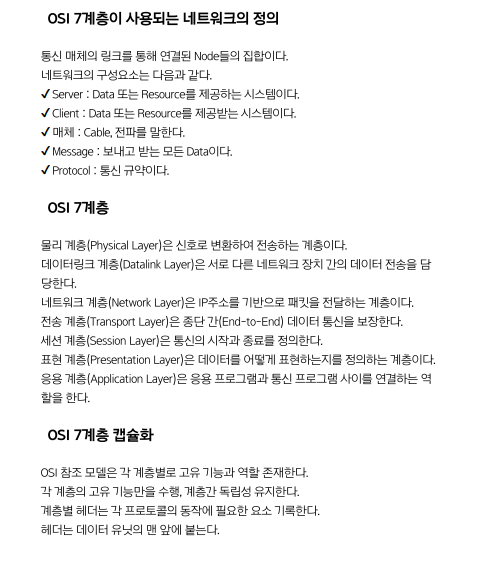 OSI 7계층이 사용되는 네트워크의 정의
통신 매체의 링크를 통해 연결된 Node들의 집합이다.
네트워크의 구성요소는 다음과 같다.
✓ Server : Data 또는 Resource를 제공하는 시스템이다.
✓ Client : Data 또는 Resource를 제공받는 시스템이다.
✓ 매체 : Cable, 전파를 말한다.
✓ Message : 보내고 받는 모든 Data이다.
✓ Protocol : 통신 규약이다.
OSI 7계층
물리 계층(Physical Layer)은 신호로 변환하여 전송하는 계층이다.
데이터링크 계층(Datalink Layer)은 서로 다른 네트워크 장치 간의 데이터 전송을 담
당한다.
네트워크 계층(Network Layer)은 IP주소를 기반으로 패킷을 전달하는 계층이다.
전송 계층(Transport Layer)은 종단 간(End-to-End) 데이터 통신을 보장한다.
세션 계층(Session Layer)은 통신의 시작과 종료를 정의한다.
표현 계층(Presentation Layer)은 데이터를 어떻게 표현하는지를 정의하는 계층이다.
응용 계층(Application Layer)은 응용 프로그램과 통신 프로그램 사이를 연결하는 역
할을 한다.
OSI 7계층 캡슐화
OSI 참조 모델은 각 계층별로 고유 기능과 역할 존재한다.
각 계층의 고유 기능만을 수행, 계층간 독립성 유지한다.
계층별 헤더는 각 프로토콜의 동작에 필요한 요소 기록한다.
헤더는 데이터 유닛의 맨 앞에 붙는다.